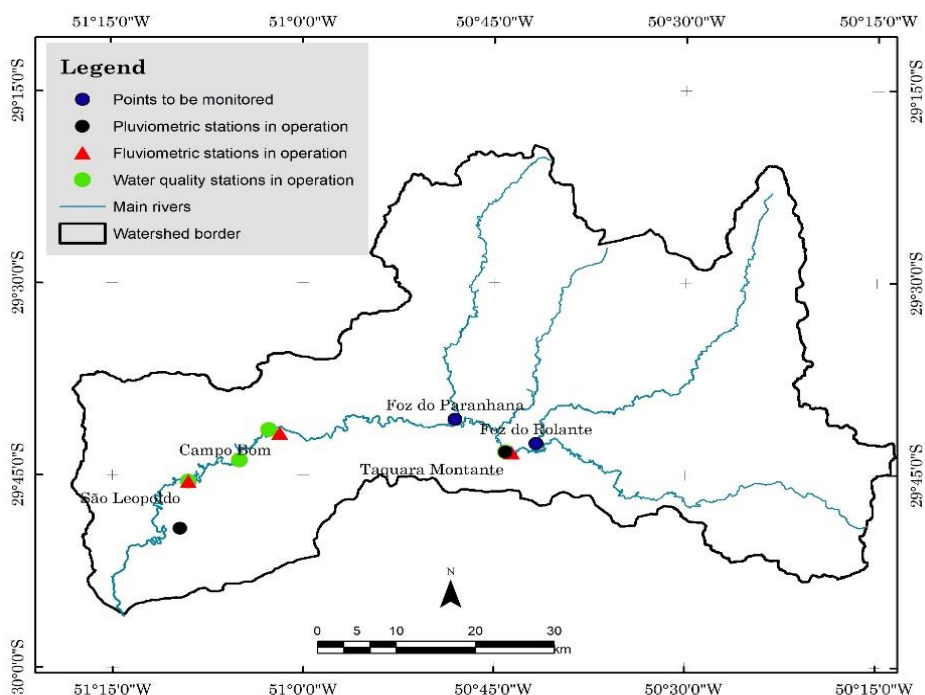 51°15'0"W 51°0'0"W 50°45'0"W 50°30'0"W 50°15'0"W
Legend
Points to be monitored
Pluviometric stations in operation
Fluviometric stations in operation
Water quality stations in operation
Main rivers
Watershed border
29°15'0"S
29°15'0"S
29°30'0"S
29°30'0"S
Foz do Paranhana
Foz do Rolante
Campo Bom
Taquara Montante
São Leopoldo
29°45'0"S
29°45'0"S
N
0 5 10 20 30
km
30°0'0"S
30°0'0"S
51°15'0"W 51°0'0"W 50°45'0"W 50°30'0"W 50°15'0"W